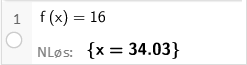 1 f (x) = 16
NLøs: {x = 34.03}